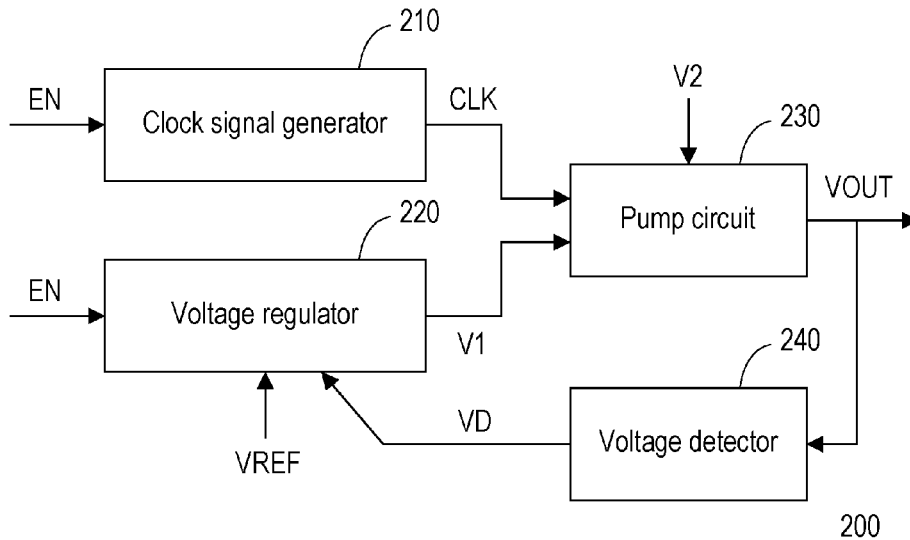 210
EN
Clock signal generator
CLK
V2
230
VOUT
Pump circuit
220
EN
Voltage regulator
V1
240
VREF
VD
Voltage detector
200